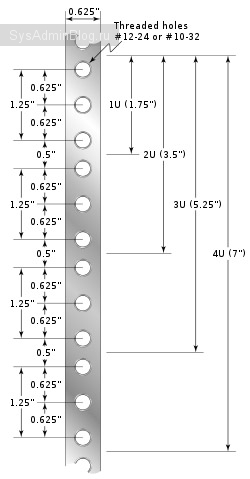 0.625"
SysAdminBlog.ru
Threaded holes
#12-24 or #10-32
0.625"
1.25"
0.625"
0.5"
0.625"
1.25"
0.625"
0.5"
0.625"
1.25"
0.625"
0.5"
0.625"
1.25"
0.625"
1U (1.75")
2U (3.5")
3U (5.25")
4U (7")